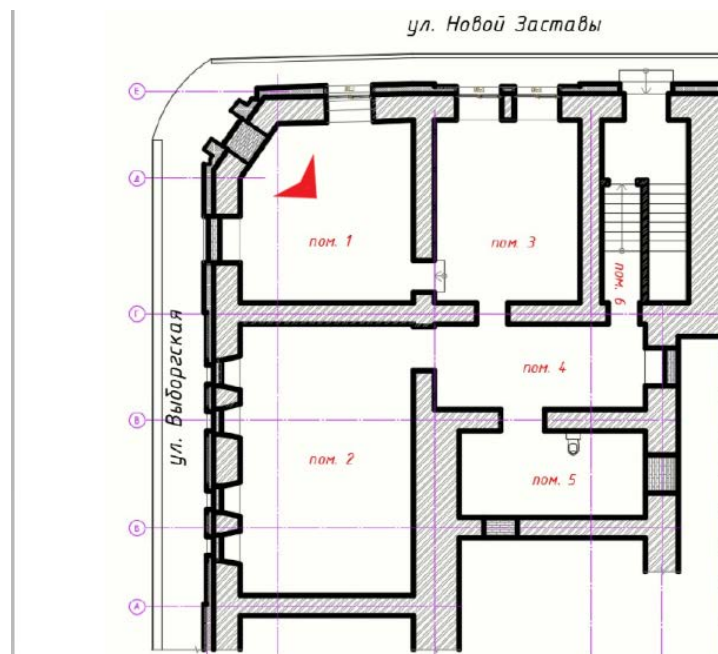 ул. Новой Заставы
Е
Д
пом. 1
пом. 3
пом. 6
Г
ул. Выборгская
пом. 4
В
пом. 2
пом. 5
Б
А